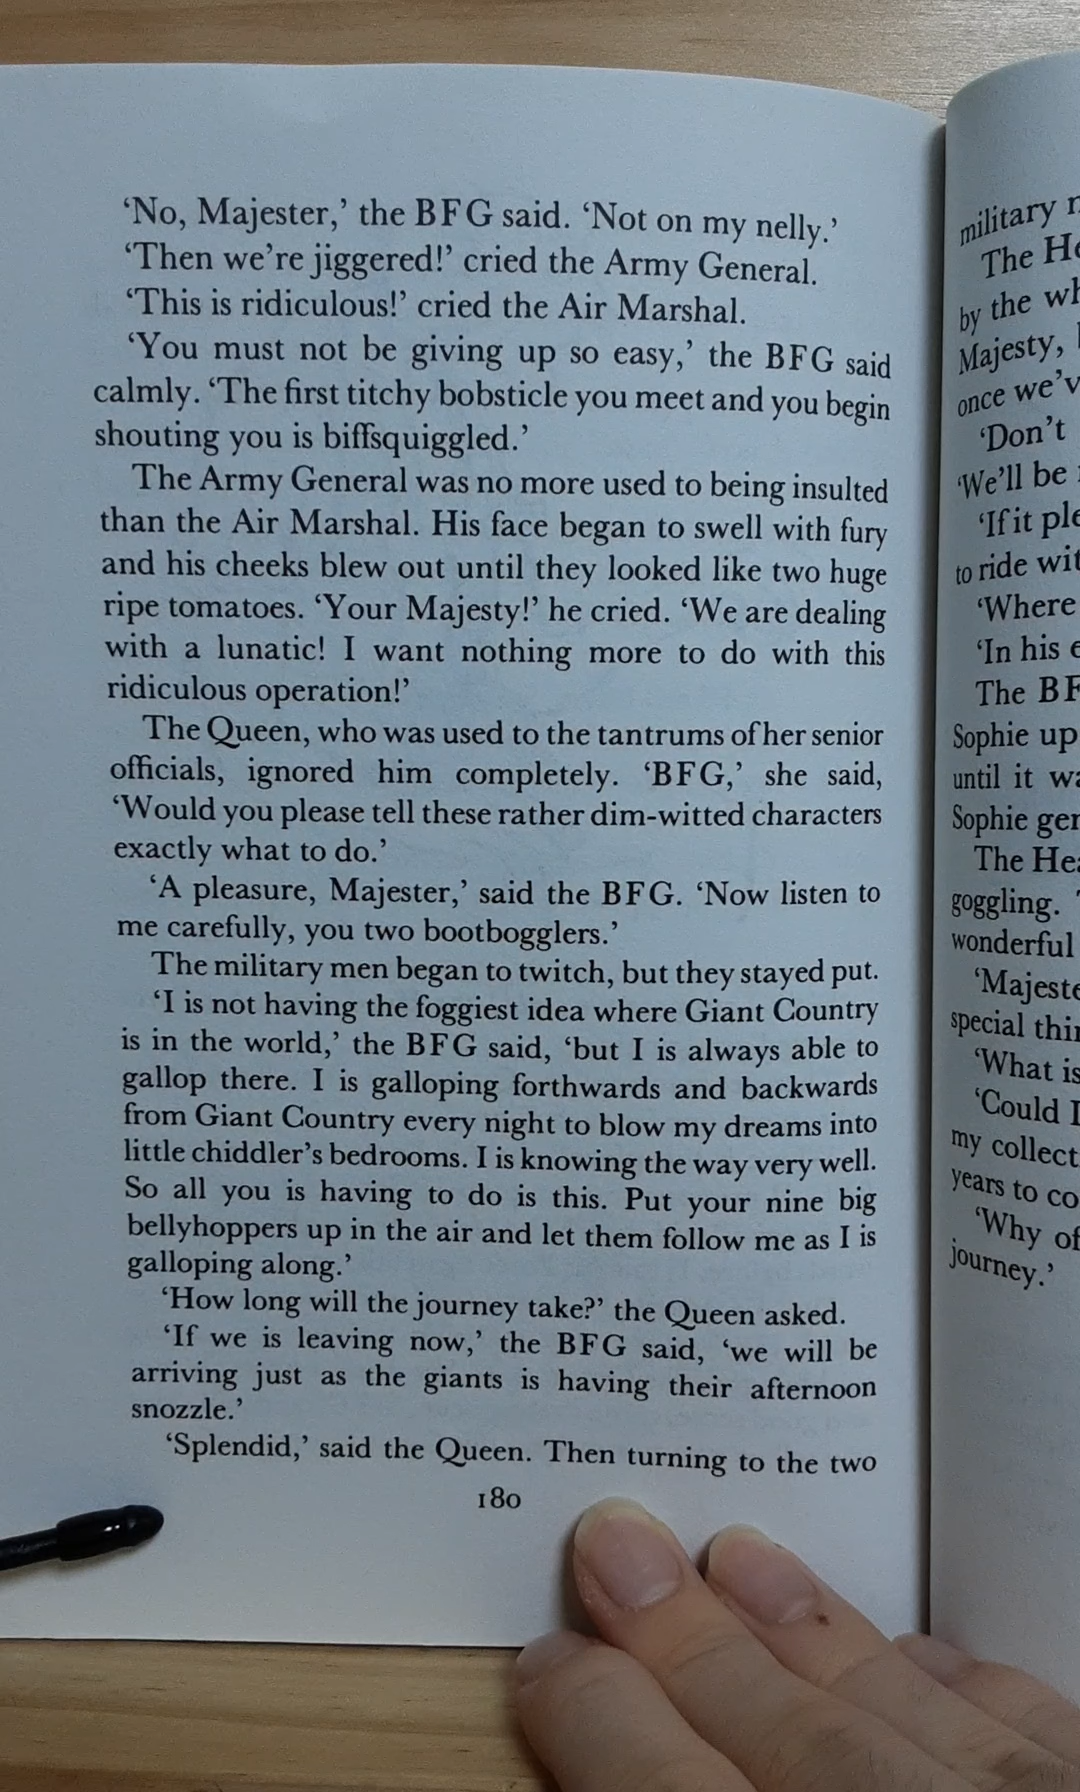 ‘No, Majester,’ the BFG said. ‘Not on my nelly.’
‘Then we’re jiggered!’ cried the Army General.
‘This is ridiculous!’ cried the Air Marshal.
‘You must not be giving up so easy,’ the BFG said
calmly. ‘The first titchy bobsticle you meet and you begin
shouting you is biffsquiggled.’
The Army General was no more used to being insulted
than the Air Marshal. His face began to swell with fury
and his cheeks blew out until they looked like two huge
ripe tomatoes. ‘Your Majesty!’ he cried. ‘We are dealing
with a lunatic! I want nothing more to do with this
ridiculous operation!’
The Queen, who was used to the tantrums of her senior
officials, ignored him completely. ‘BFG,’ she said,
‘Would you please tell these rather dim-witted characters
exactly what to do.’
‘A pleasure, Majester,’ said the BFG. ‘Now listen to
me carefully, you two bootbogglers.’
The military men began to twitch, but they stayed put.
‘I is not having the foggiest idea where Giant Country
is in the world,’ the BFG said, ‘but I is always able to
gallop there. I is galloping forthwards and backwards
from Giant Country every night to blow my dreams into
little chiddler’s bedrooms. I is knowing the way very well.
So all you is having to do is this. Put your nine big
bellyhoppers up in the air and let them follow me as I is
galloping along.’
‘How long will the journey take?’ the Queen asked.
‘If we is leaving now,’ the BFG said, ‘we will be
arriving just as the giants is having their afternoon
snozzle.’
‘Splendid,’ said the Queen. Then turning to the two
180
military
The
by the
Majesty,
once
‘Don’t
‘We’ll be
‘If it
to ride
‘Where
‘In his
The
Sophie up
until it
Sophie
The
goggling.
wonderful
special
‘What
‘Could I
my
years to
‘Why
journey.’